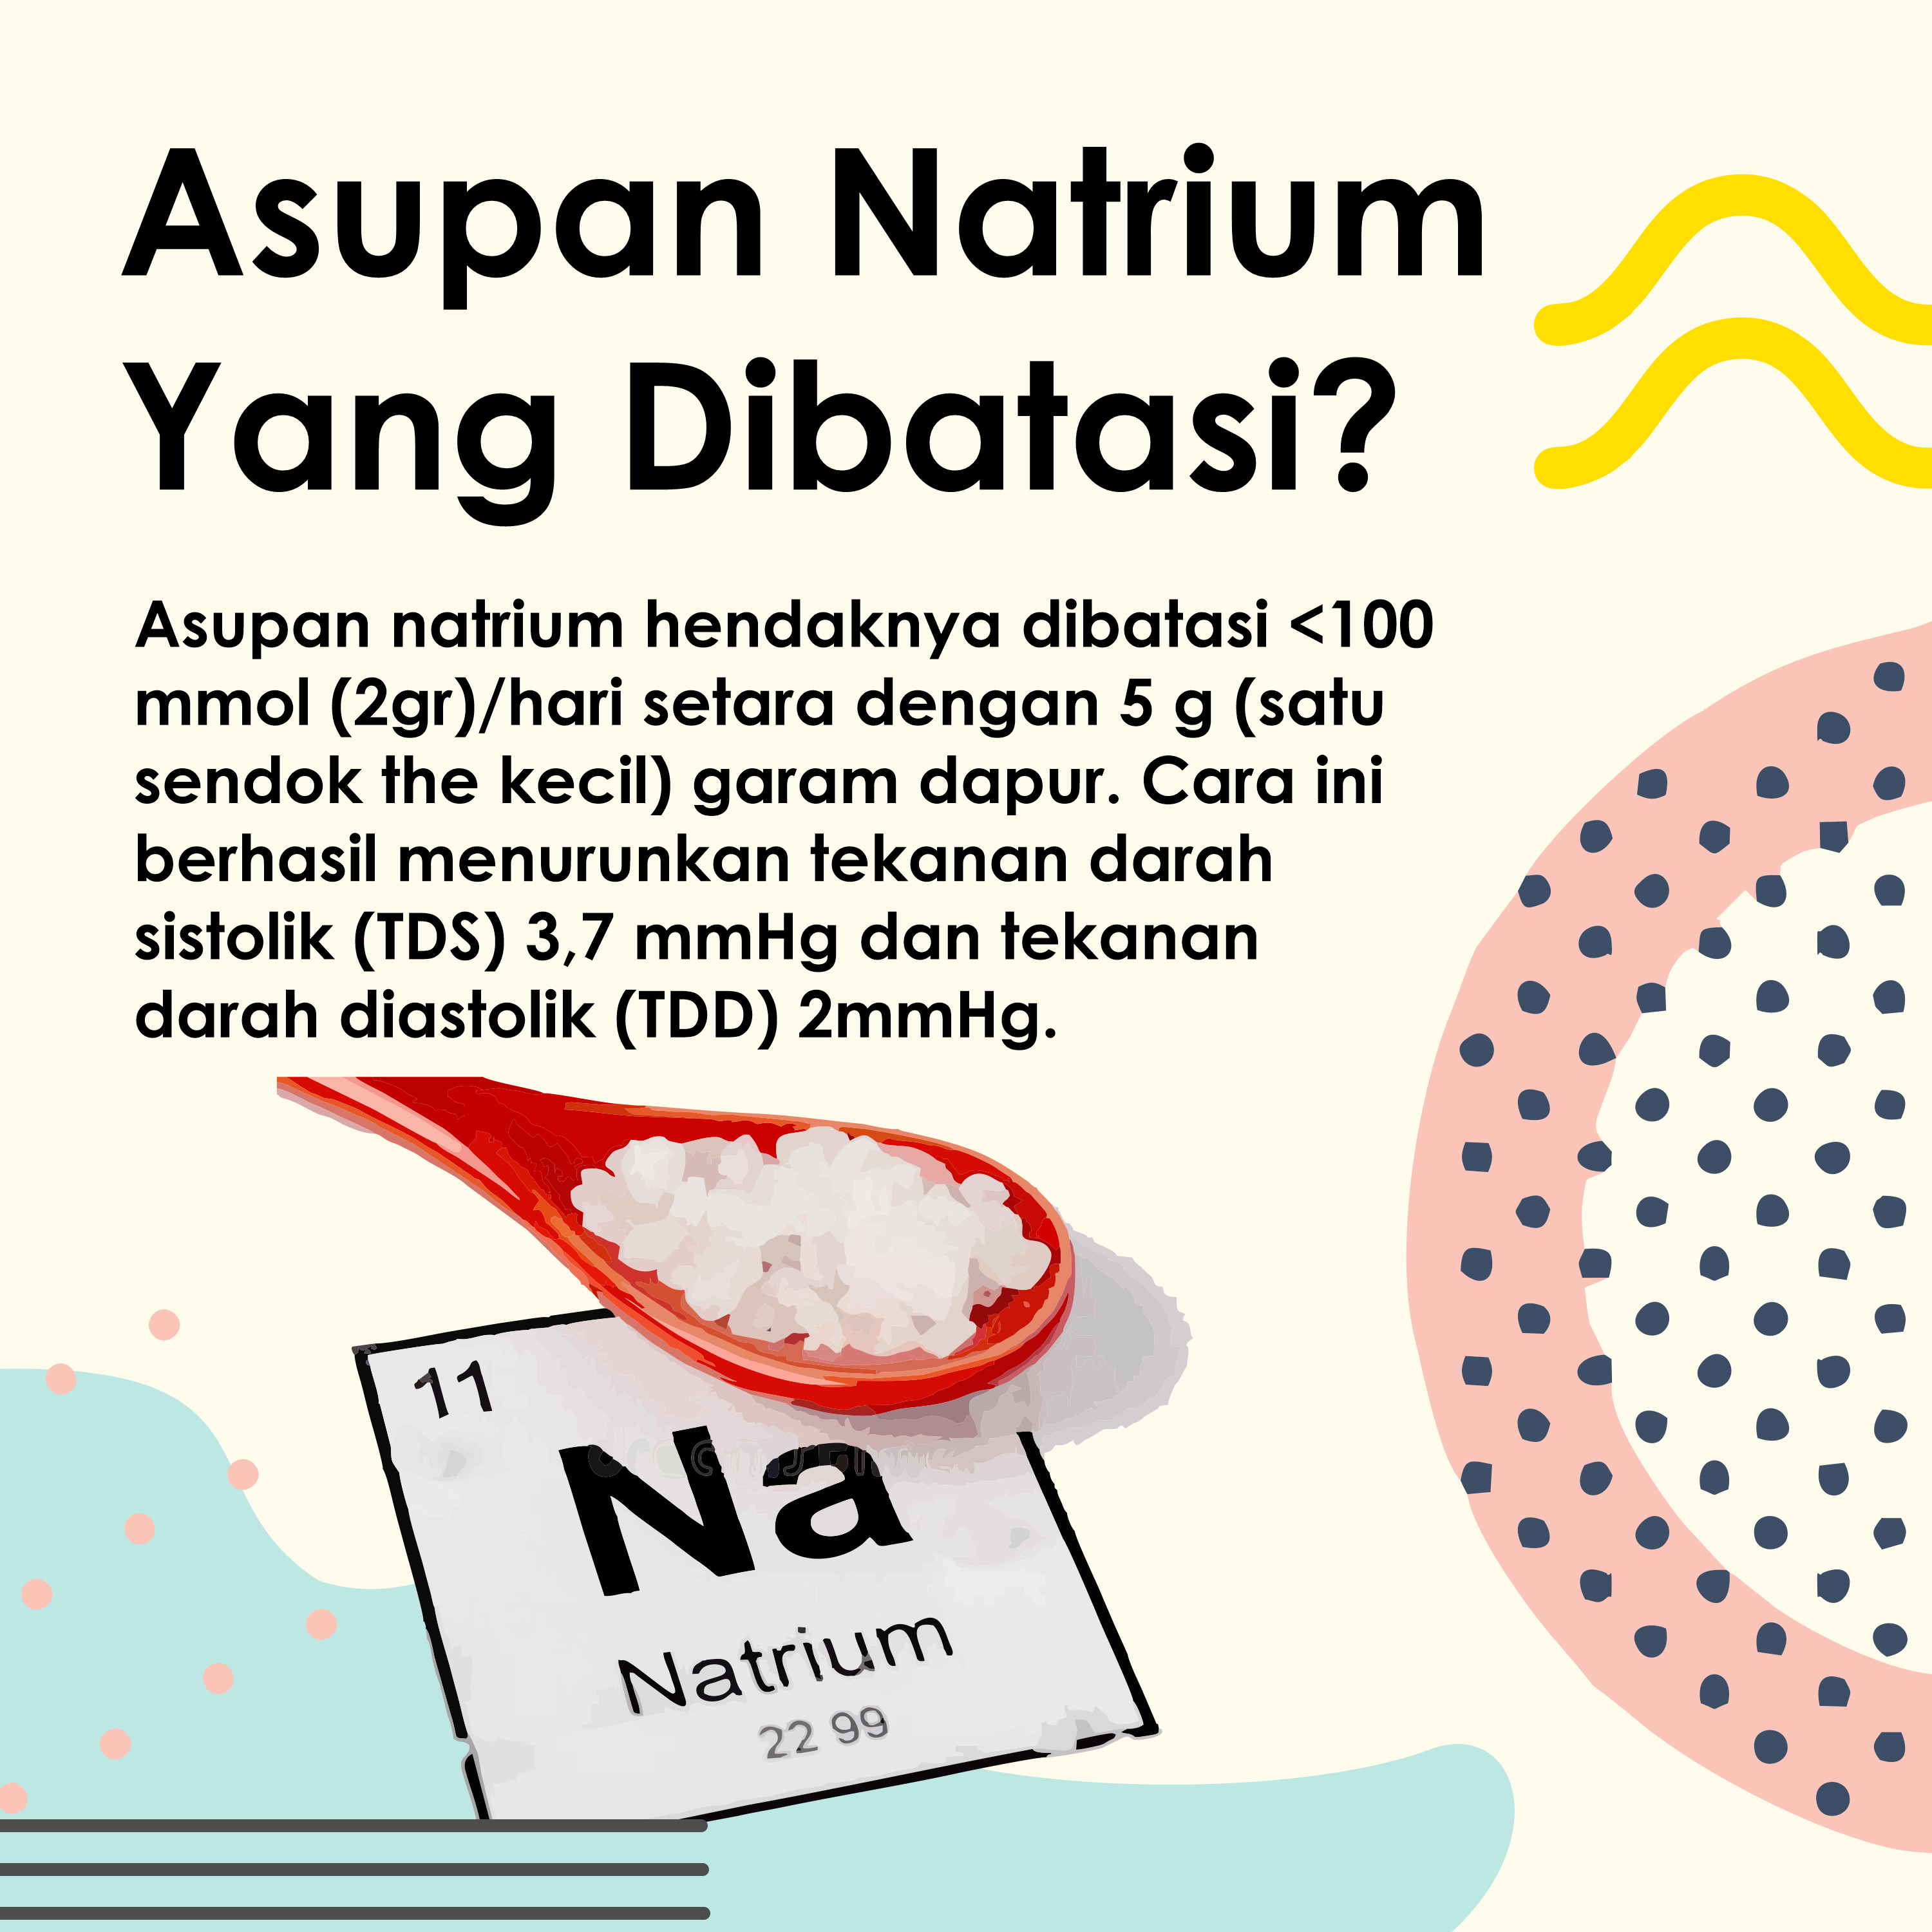 Asupan Natrium
Yang Dibatasi?
Asupan natrium hendaknya dibatasi <100
mmol (2gr)/hari setara dengan 5 g (satu
sendok the kecil) garam dapur. Cara ini
berhasil menurunkan tekanan darah
sistolik (TDS) 3,7 mmHg dan tekanan
darah diastolik (TDD) 2mmHg.
11
Na
Natrium
22 99